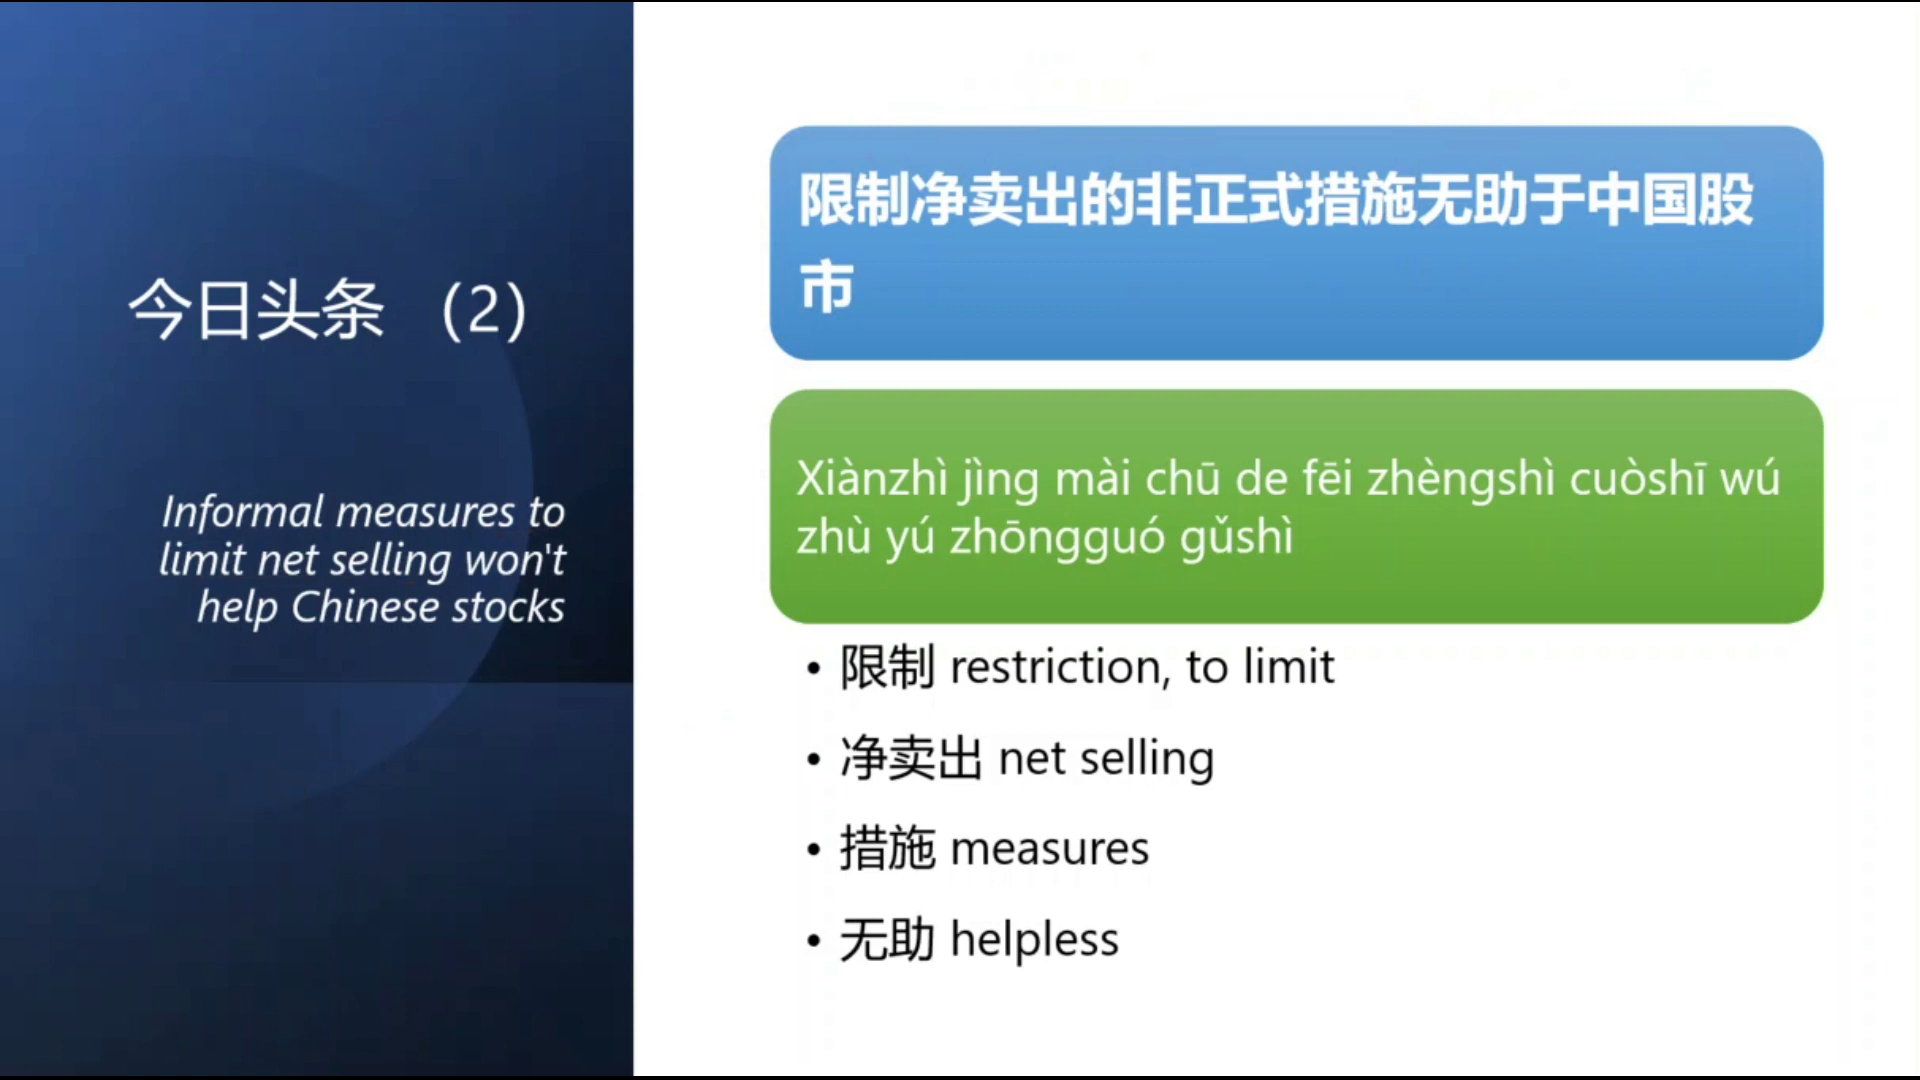 今日头条 （2）
Informal measures to
limit net selling won't
help Chinese stocks
限制净卖出的非正式措施无助于中国股
市
Xiànzhì jìng mài chū de fēi zhèngshì cuòshī wú
zhù yú zhōngguó gǔshì
• 限制 restriction, to limit
• 净卖出 net selling
• 措施 measures
• 无助 helpless